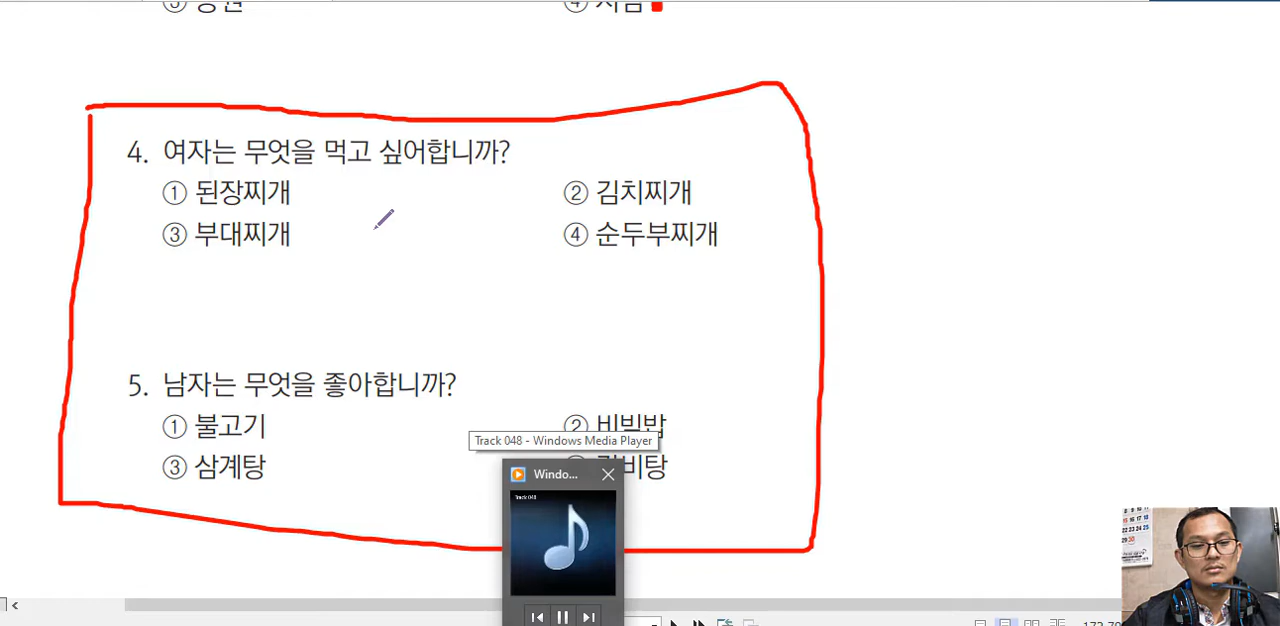 4. 여자는 무엇을 먹고 싶어합니까?
① 된장찌개 ② 김치찌개
③ 부대찌개 ④ 순두부찌개
5. 남자는 무엇을 좋아합니까?
① 불고기 ② 비빔밥
③ 삼계탕
Track 048 - Windows Media Player
Windo...
Track 048